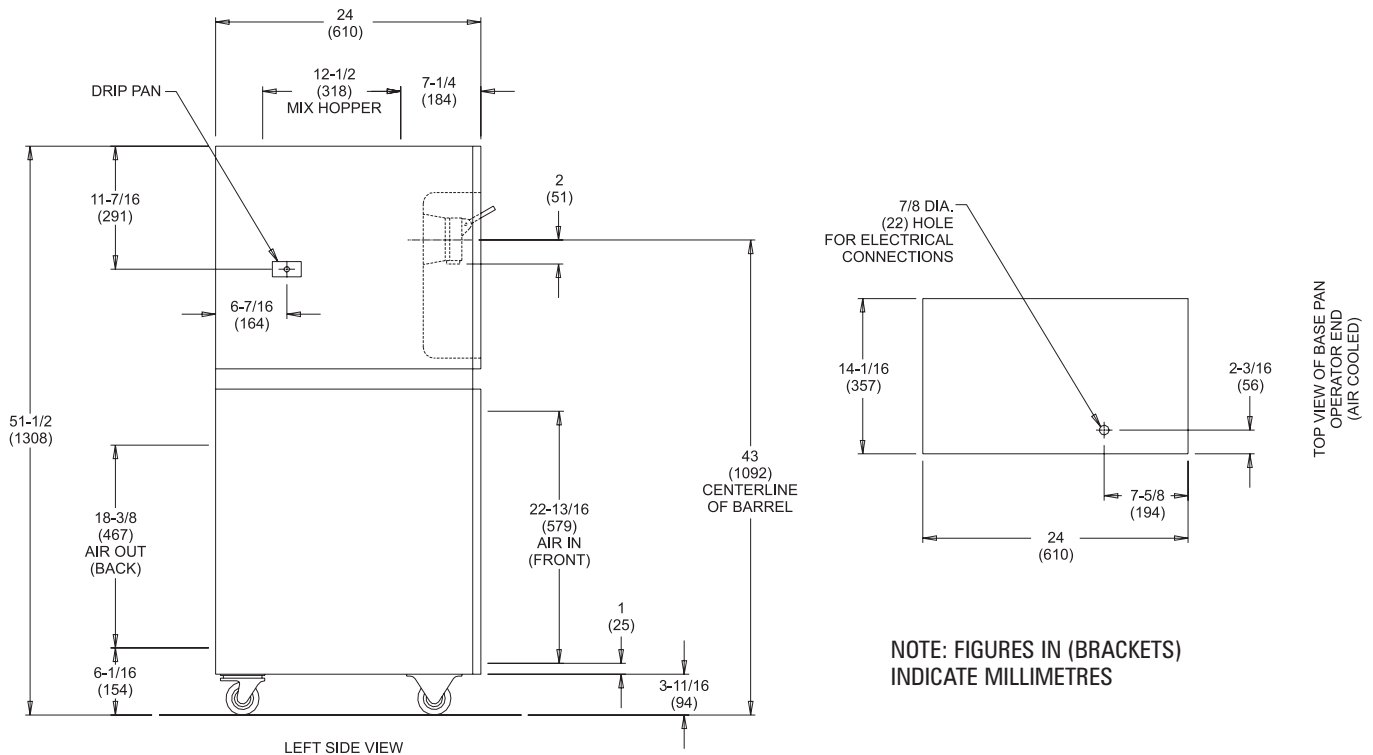 24
(610)
12-1/2
(318)
MIX HOPPER
7-1/4
(184)
DRIP PAN
11-7/16
(291)
2
(51)
6-7/16
(164)
51-1/2
(1308)
43
(1092)
CENTERLINE
OF BARREL
18-3/8
(467)
AIR OUT
(BACK)
22-13/16
(579)
AIR IN
(FRONT)
1
(25)
6-1/16
(154)
3-11/16
(94)
LEFT SIDE VIEW
7/8 DIA.
(22) HOLE
FOR ELECTRICAL
CONNECTIONS
14-1/16
(357)
2-3/16
(56)
7-5/8
(194)
24
(610)
TOP VIEW OF BASE PAN
OPERATOR END
(AIR COOLED)
NOTE: FIGURES IN (BRACKETS)
INDICATE MILLIMETRES